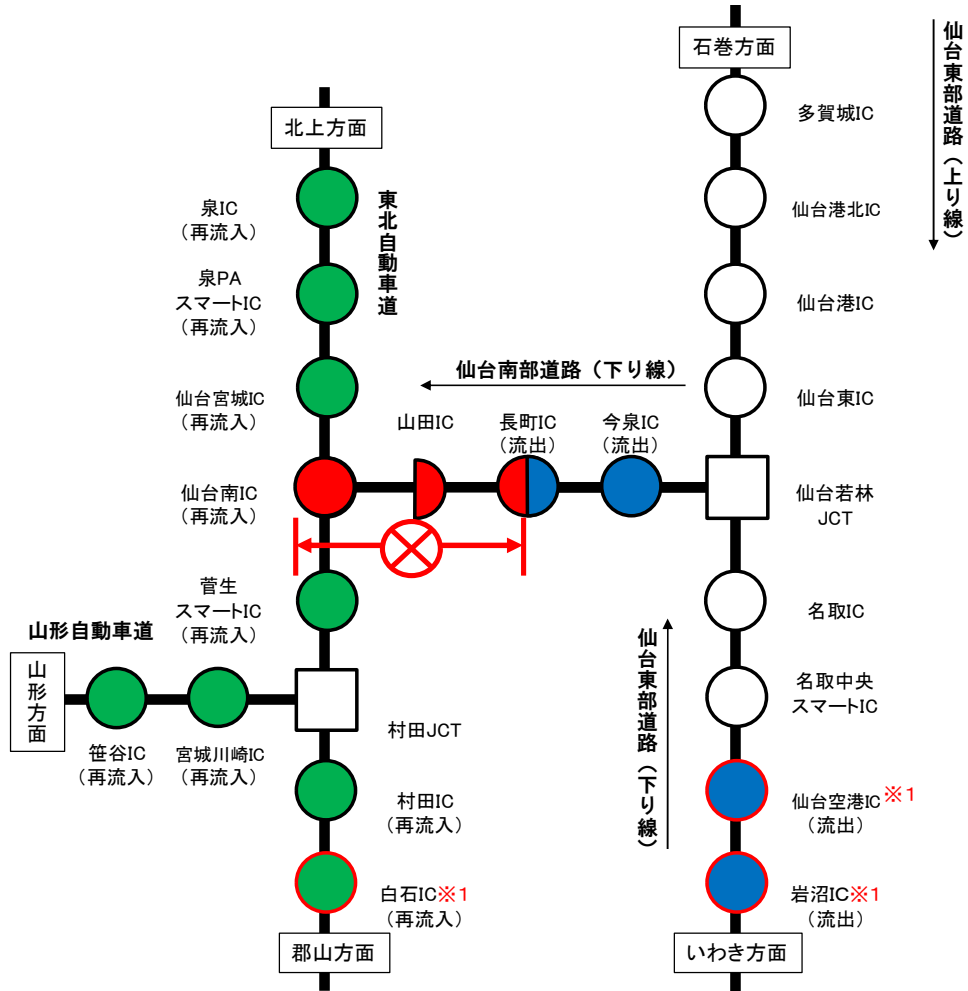 石巻方面
仙台東部道路(上り線)
多賀城IC
北上方面
東北自動車道
泉IC
(再流入)
仙台港北IC
泉PA
スマートIC
(再流入)
仙台港IC
仙台南部道路(下り線)
仙台宮城IC
(再流入)
仙台東IC
山田IC
長町IC
(流出)
今泉IC
(流出)
仙台南IC
(再流入)
仙台若林
JCT
菅生
スマートIC
(再流入)
名取IC
山形自動車道
仙台東部道路(下り線)
山形方面
名取中央
スマートIC
村田JCT
笹谷IC
(再流入)
宮城川崎IC
(再流入)
村田IC
(再流入)
仙台空港IC※1
(流出)
白石IC※1
(再流入)
岩沼IC※1
(流出)
郡山方面
いわき方面